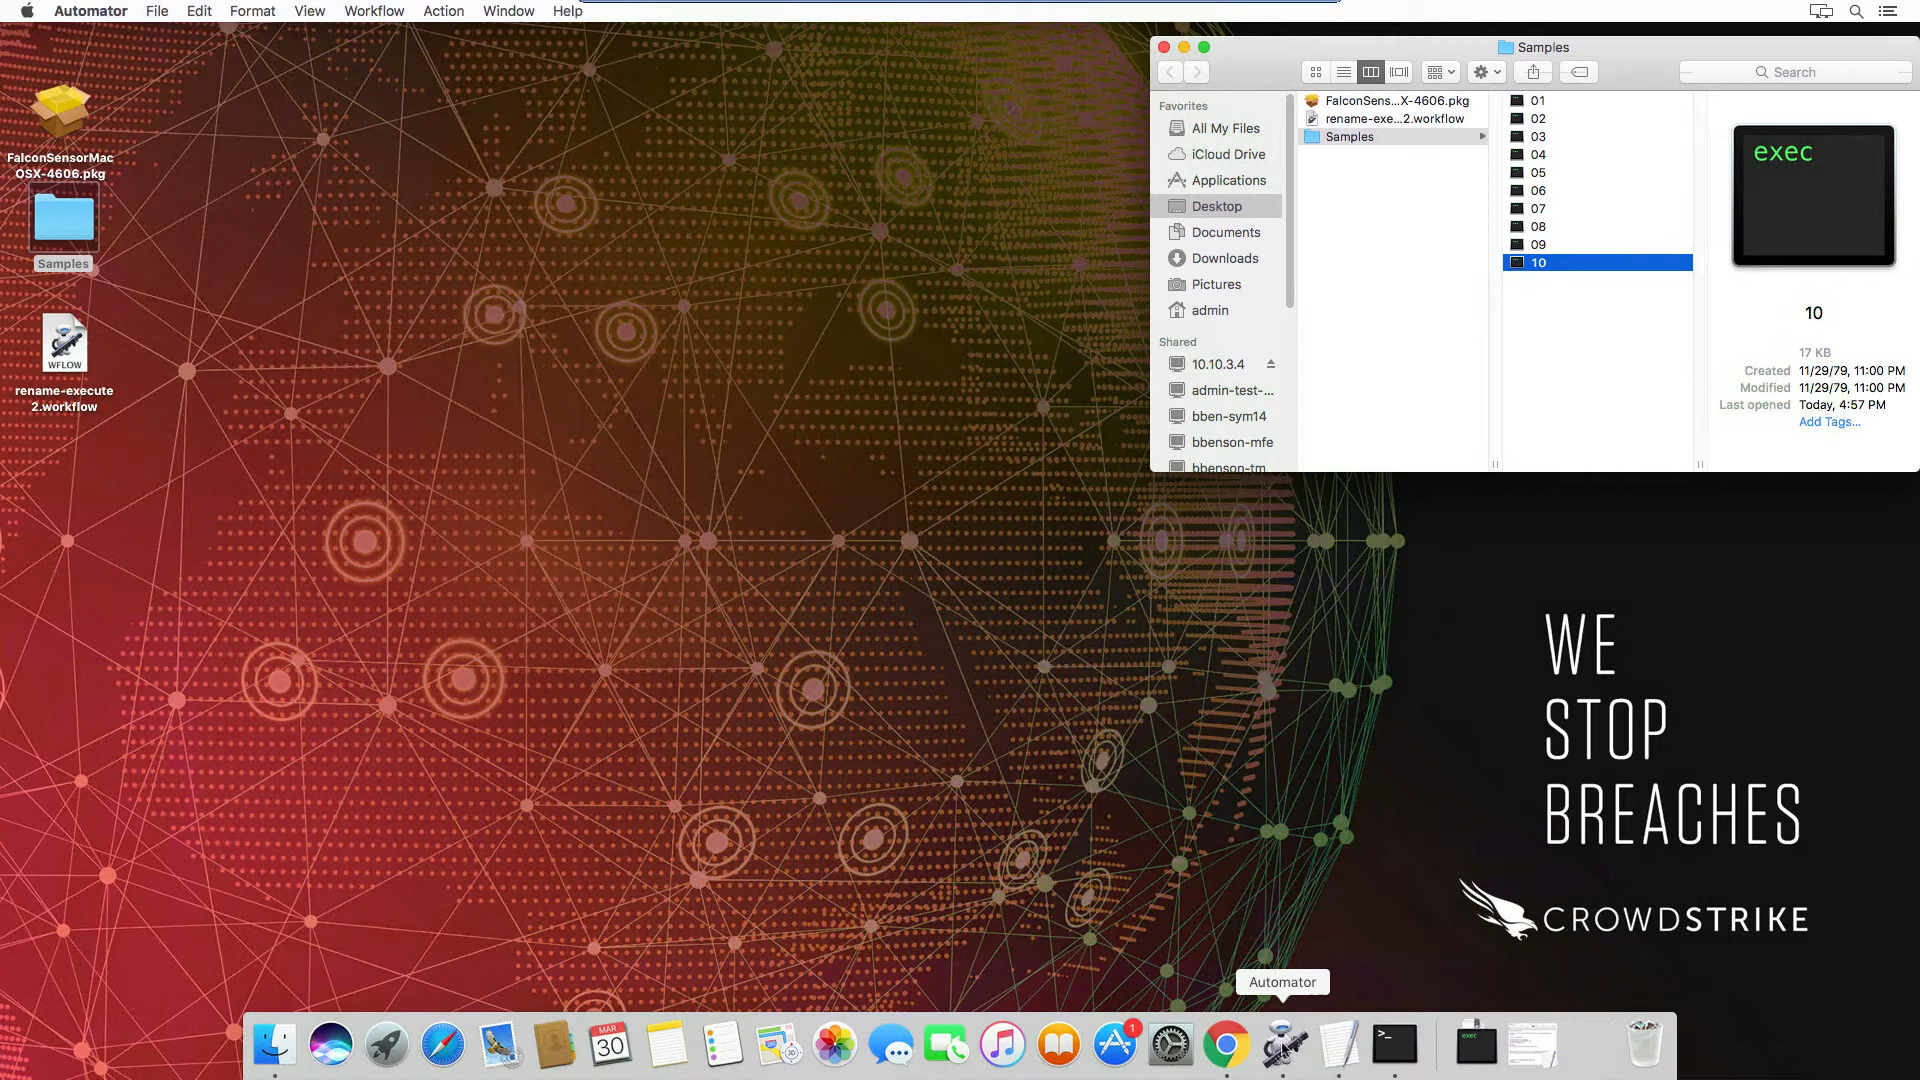 Automator File Edit Format View Workflow Action Window Help
FalconSensorMac
OSX-4606.pkg
Samples
WFLOW
rename-execute
2.workflow
Samples
Search
Favorites
All My Files
iCloud Drive
Applications
Desktop
Documents
Downloads
Pictures
admin
Shared
10.10.3.4
admin-test-...
bben-sym14
bbenson-mfe
bbenson-tm
FalconSens...X-4606.pkg
rename-exe...2.workflow
Samples
01
02
03
04
05
06
07
08
09
10
exec
10
17 KB
Created 11/29/79, 11:00 PM
Modified 11/29/79, 11:00 PM
Last opened Today, 4:57 PM
Add Tags...
WE
STOP
BREACHES
CROWDSTRIKE
Automator
MAR
30
3D
1
>_
exec